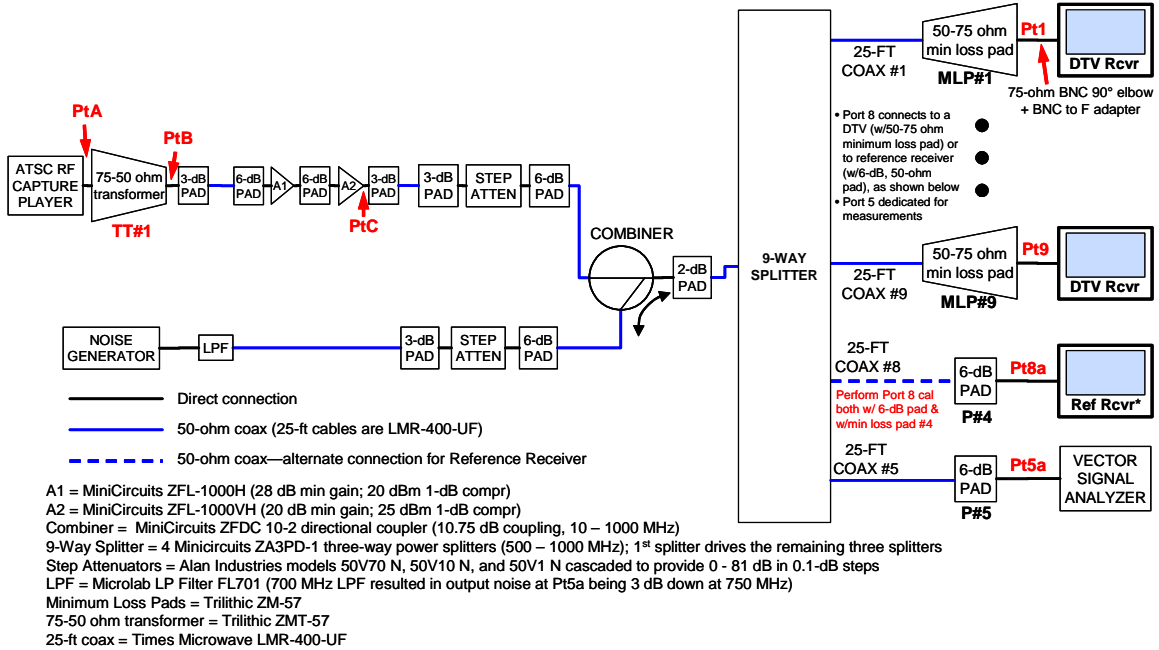 PtA
PtB
ATSC RF
CAPTURE
PLAYER
75-50 ohm
transformer
TT#1
3-dB
PAD
6-dB
PAD
A1
6-dB
PAD
A2
3-dB
PAD
PtC
3-dB
PAD
STEP
ATTEN
6-dB
PAD
COMBINER
2-dB
PAD
9-WAY
SPLITTER
NOISE
GENERATOR
LPF
3-dB
PAD
STEP
ATTEN
6-dB
PAD
25-FT
COAX #1
50-75 ohm
min loss pad
MLP#1
Pt1
DTV Rcvr
75-ohm BNC 90° elbow
+ BNC to F adapter
• Port 8 connects to a
DTV (w/50-75 ohm
minimum loss pad) or
to reference receiver
(w/6-dB, 50-ohm
pad), as shown below
• Port 5 dedicated for
measurements
25-FT
COAX #9
50-75 ohm
min loss pad
MLP#9
Pt9
DTV Rcvr
25-FT
COAX #8
Perform Port 8 cal
both w/ 6-dB pad &
w/min loss pad #4
6-dB
PAD
P#4
Pt8a
Ref Rcvr*
25-FT
COAX #5
6-dB
PAD
P#5
Pt5a
VECTOR
SIGNAL
ANALYZER
Direct connection
50-ohm coax (25-ft cables are LMR-400-UF)
50-ohm coax—alternate connection for Reference Receiver
A1 = MiniCircuits ZFL-1000H (28 dB min gain; 20 dBm 1-dB compr)
A2 = MiniCircuits ZFL-1000VH (20 dB min gain; 25 dBm 1-dB compr)
Combiner = MiniCircuits ZFDC 10-2 directional coupler (10.75 dB coupling, 10 – 1000 MHz)
9-Way Splitter = 4 Minicircuits ZA3PD-1 three-way power splitters (500 – 1000 MHz); 1st splitter drives the remaining three splitters
Step Attenuators = Alan Industries models 50V70 N, 50V10 N, and 50V1 N cascaded to provide 0 - 81 dB in 0.1-dB steps
LPF = Microlab LP Filter FL701 (700 MHz LPF resulted in output noise at Pt5a being 3 dB down at 750 MHz)
Minimum Loss Pads = Trilithic ZM-57
75-50 ohm transformer = Trilithic ZMT-57
25-ft coax = Times Microwave LMR-400-UF